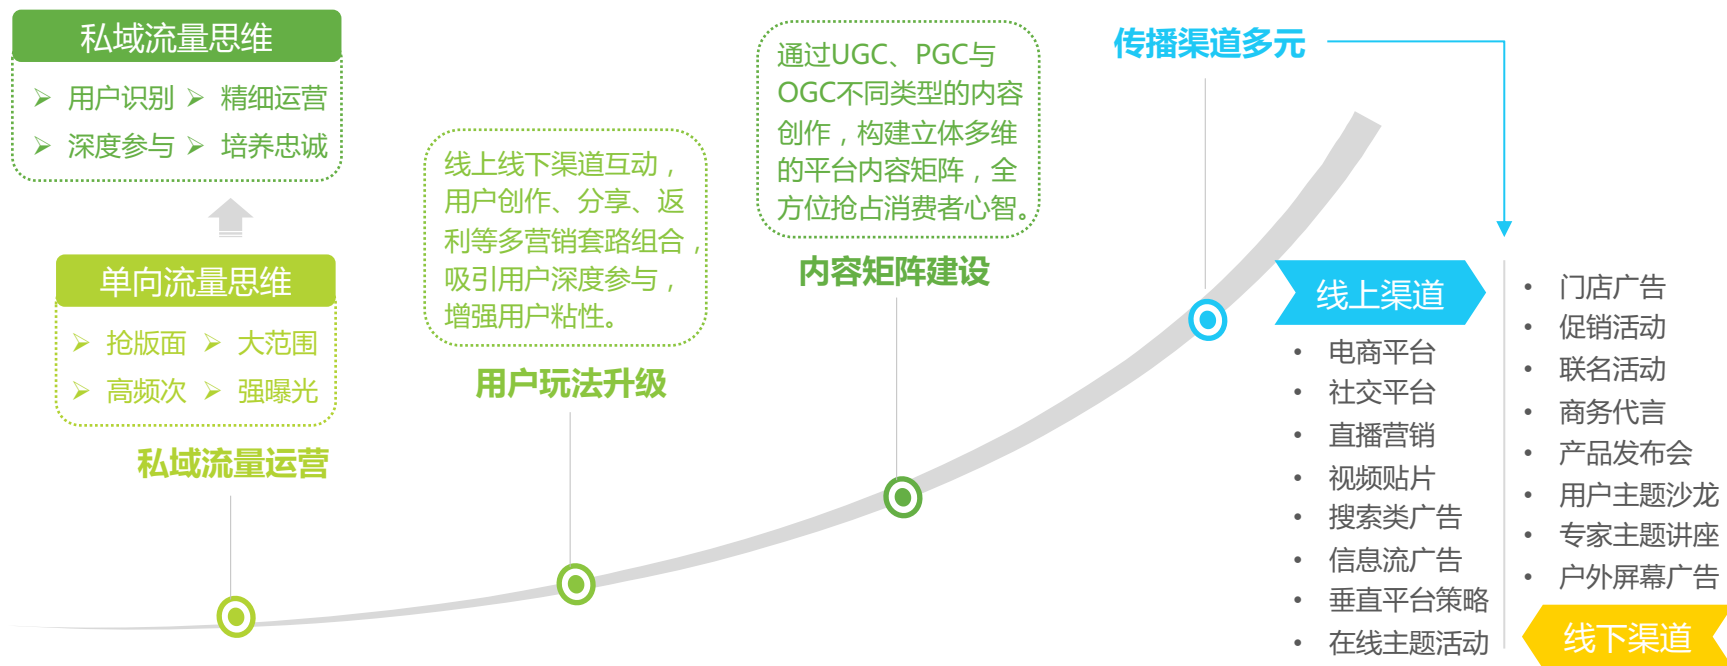 私域流量思维
用户识别
精细运营
深度参与
培养忠诚
单向流量思维
抢版面
大范围
高频次
强曝光
私域流量运营
线上线下渠道互动，
用户创作、分享、返
利等多营销套路组合，
吸引用户深度参与，
增强用户粘性。
用户玩法升级
通过UGC、PGC与
OGC不同类型的内容
创作，构建立体多维
的平台内容矩阵，全
方位抢占消费者心智。
内容矩阵建设
传播渠道多元
线上渠道
电商平台
社交平台
直播营销
视频贴片
搜索类广告
信息流广告
垂直平台策略
在线主题活动
门店广告
促销活动
联名活动
商务代言
产品发布会
用户主题沙龙
专家主题讲座
户外屏幕广告
线下渠道